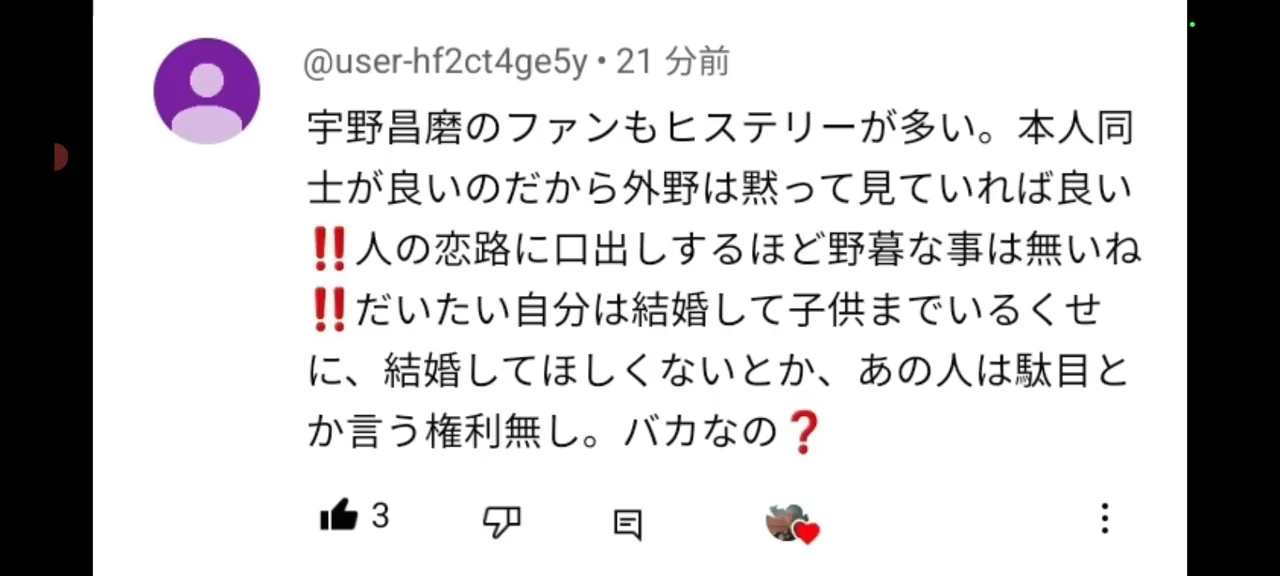 @user-hf2ct4ge5y • 21 分前
宇野昌磨のファンもヒステリーが多い。本人同
士が良いのだから外野は黙って見ていれば良い
‼️人の恋路に口出しするほど野暮な事は無いね
‼️だいたい自分は結婚して子供までいるくせ
に、結婚してほしくないとか、あの人は駄目と
か言う権利無し。バカなの❓
3